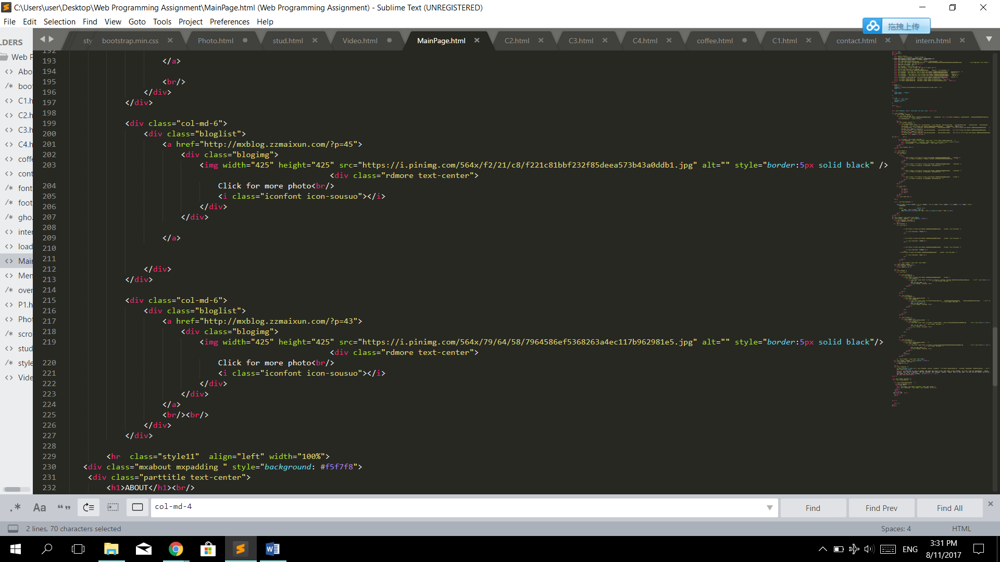 C:\Users\user\Desktop\Web Programming Assignment\MainPage.html (Web Programming Assignment) - Sublime Text (UNREGISTERED)
File Edit Selection Find View Goto Tools Project Preferences Help
拖拽上传
LDERS
sty bootstrap.min.css Photo.html stud.html Video.html MainPage.html C2.html C3.html C4.html coffee.html C1.html contact.html intern.html
Web P
<> Abo
/* boot
<> C1.h
<> C2.h
<> C3.h
<> C4.h
<> coffe
<> cont
/* font
/* foot
/* gho.
<> inter
<> load
<> Main
<> Men
/* over
<> P1.h
<> Phot
/* scro
<> stud
/* style
<> Vide
192
193 </a>
194
195 <br/>
196 </div>
197 </div>
198
199 <div class="col-md-6">
200 <div class="bloglist">
201 <a href="http://mxblog.zzmaixun.com/?p=45">
202 <div class="blogimg">
203 <img width="425" height="425" src="https://i.pinimg.com/564x/f2/21/c8/f221c81bbf232f85deea573b43a0ddb1.jpg" alt="" style="border:5px solid black" />
<div class="rdmore text-center">
204 Click for more photo<br/>
205 <i class="iconfont icon-sousuo"></i>
206 </div>
207 </div>
208
209 </a>
210
211
212 </div>
213 </div>
214
215 <div class="col-md-6">
216 <div class="bloglist">
217 <a href="http://mxblog.zzmaixun.com/?p=43">
218 <div class="blogimg">
219 <img width="425" height="425" src="https://i.pinimg.com/564x/79/64/58/7964586ef5368263a4ec117b962981e5.jpg" alt="" style="border:5px solid black"/>
<div class="rdmore text-center">
220 Click for more photo<br/>
221 <i class="iconfont icon-sousuo"></i>
222 </div>
223 </div>
224 </a>
225 <br/><br/>
226 </div>
227 </div>
228
229 <hr  class="style11"  align="left" width="100%">
230 <div class="mxabout mxpadding " style="background: #f5f7f8">
231 <div class="parttitle text-center">
232 <h1>ABOUT</h1><br/>
.* Aa “” col-md-4 Find Find Prev Find All
2 lines, 70 characters selected Spaces: 4 HTML
ENG 3:31 PM
8/11/2017